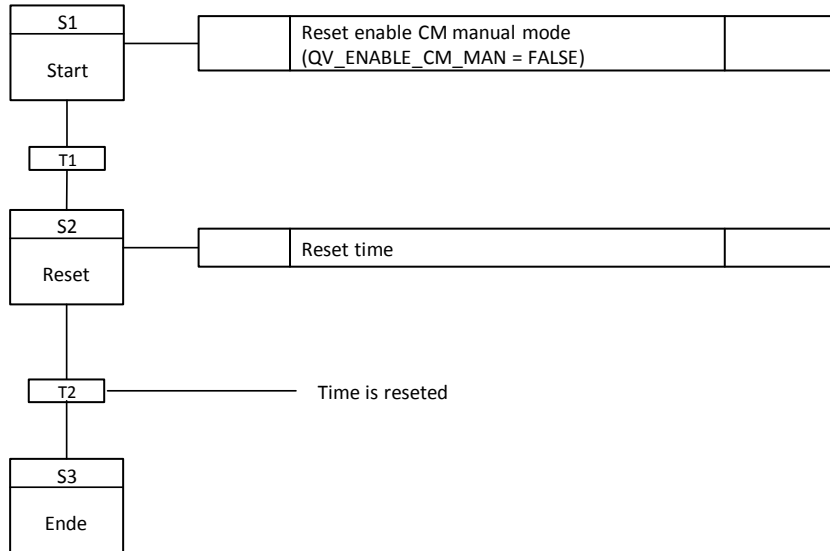 S1
Start
Reset enable CM manual mode
(QV_ENABLE_CM_MAN = FALSE)
T1
S2
Reset
Reset time
T2
Time is reseted
S3
Ende